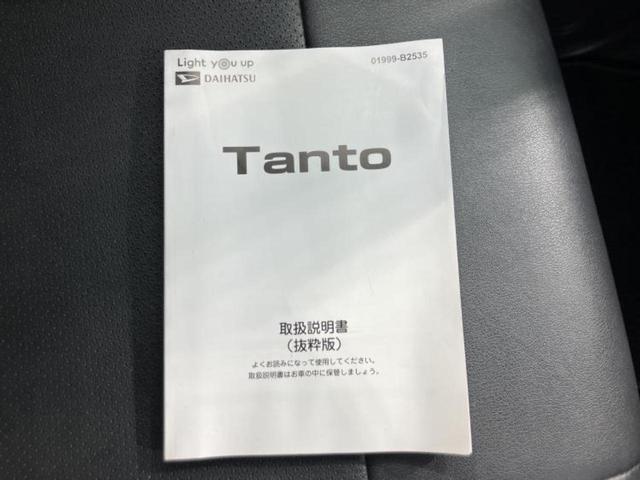 Light you up
01999-B2535
DAIHATSU
Tanto
取扱説明書
（抜粋版）
よくお読みになって使用してください。
取扱説明書はお車の中に保管しましょう。